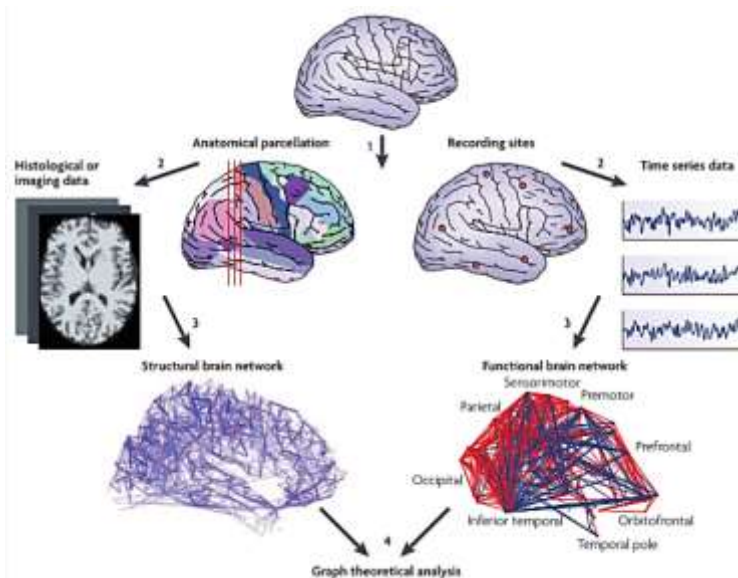 1
Anatomical parcellation
Recording sites
2
2
Histological or
imaging data
Time series data
3
3
Structural brain network
Functional brain network
Sensorimotor
Premotor
Parietal
Prefrontal
Occipital
Inferior temporal
Orbitofrontal
Temporal pole
4
Graph theoretical analysis